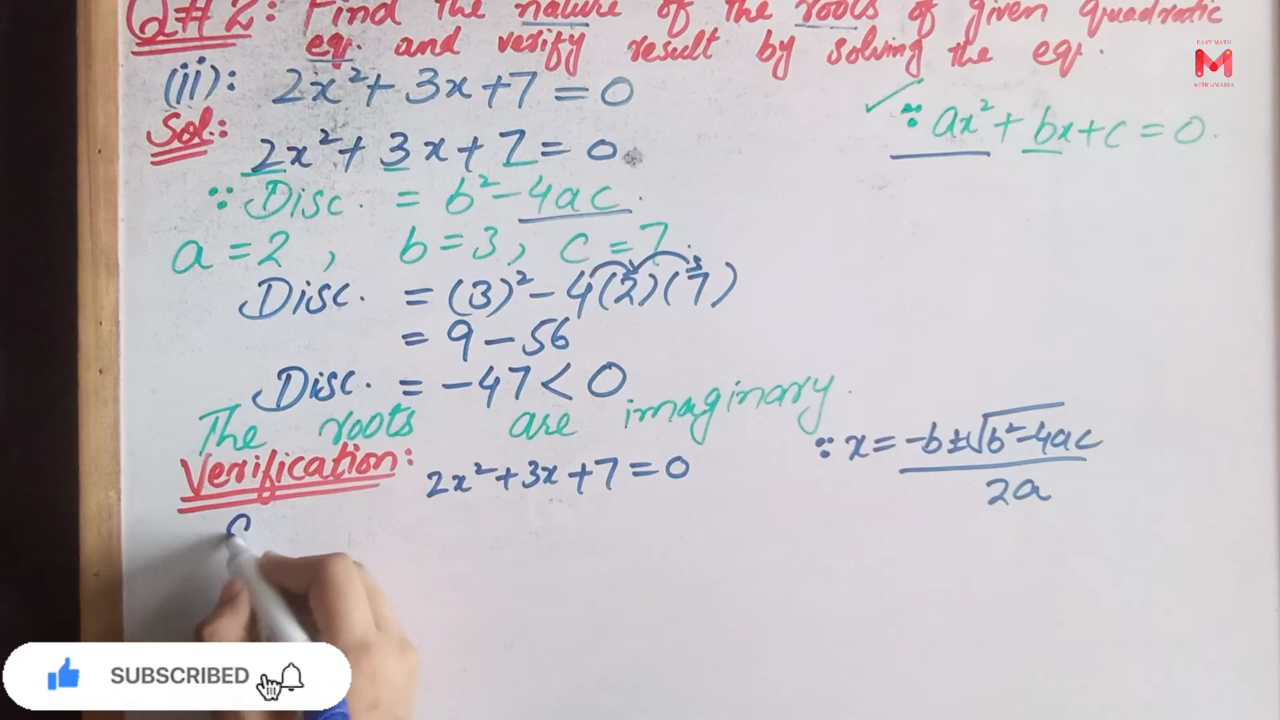 Q#2: Find the nature of the roots of given quadratic
eq. and verify result by solving the eq.
EASY MATH
M
(ii): 2x²+ 3x+7=0
Sol:
∵ ax²+bx+c=0.
2x²+ 3x+7=0
∵ Disc. = b²-4ac.
a=2, b=3, c=7.
Disc. = (3)²-4(2)(7)
= 9-56
Disc. = -47<0
The roots are imaginary.
Verification: 2x²+3x+7=0
∵ x = -b±√b²-4ac
2a
SUBSCRIBED